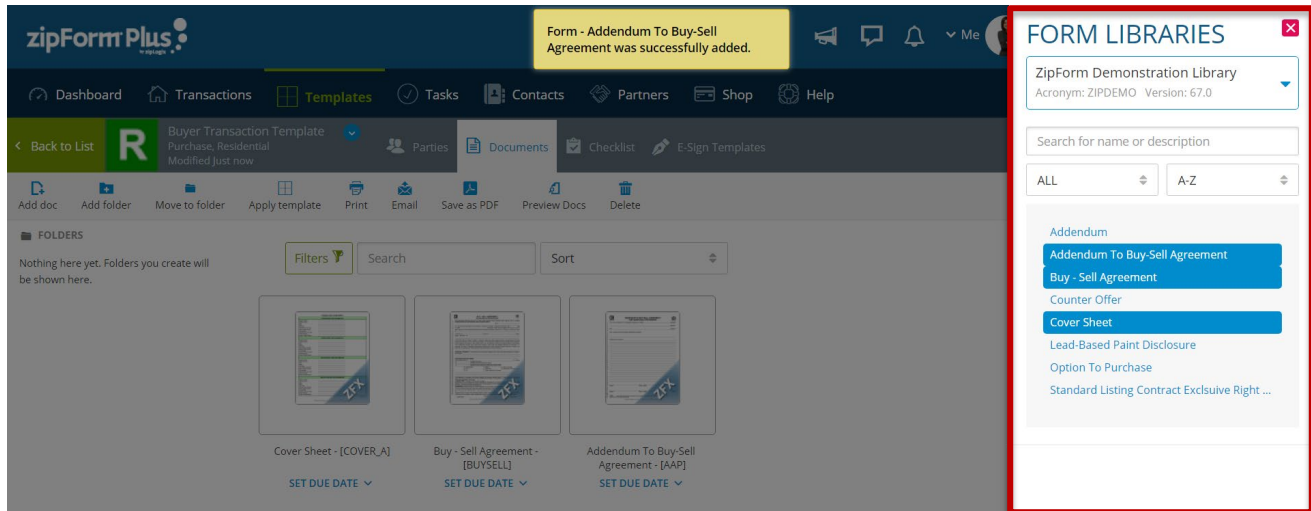 zipForm Plus
by zipLogix
Form - Addendum To Buy-Sell
Agreement was successfully added.
Me
Dashboard
Transactions
Templates
Tasks
Contacts
Partners
Shop
Help
Back to List
R
Buyer Transaction Template
Purchase, Residential
Modified Just now
Parties
Documents
Checklist
E-Sign Templates
Add doc
Add folder
Move to folder
Apply template
Print
Email
Save as PDF
Preview Docs
Delete
FOLDERS
Nothing here yet. Folders you create will
be shown here.
Filters
Search
Sort
ZFX
ZFX
ZFX
Cover Sheet - [COVER_A]
SET DUE DATE
Buy - Sell Agreement -
[BUYSELL]
SET DUE DATE
Addendum To Buy-Sell
Agreement - [AAP]
SET DUE DATE
FORM LIBRARIES
ZipForm Demonstration Library
Acronym: ZIPDEMO Version: 67.0
Search for name or description
ALL
A-Z
Addendum
Addendum To Buy-Sell Agreement
Buy - Sell Agreement
Counter Offer
Cover Sheet
Lead-Based Paint Disclosure
Option To Purchase
Standard Listing Contract Exclsuive Right ...